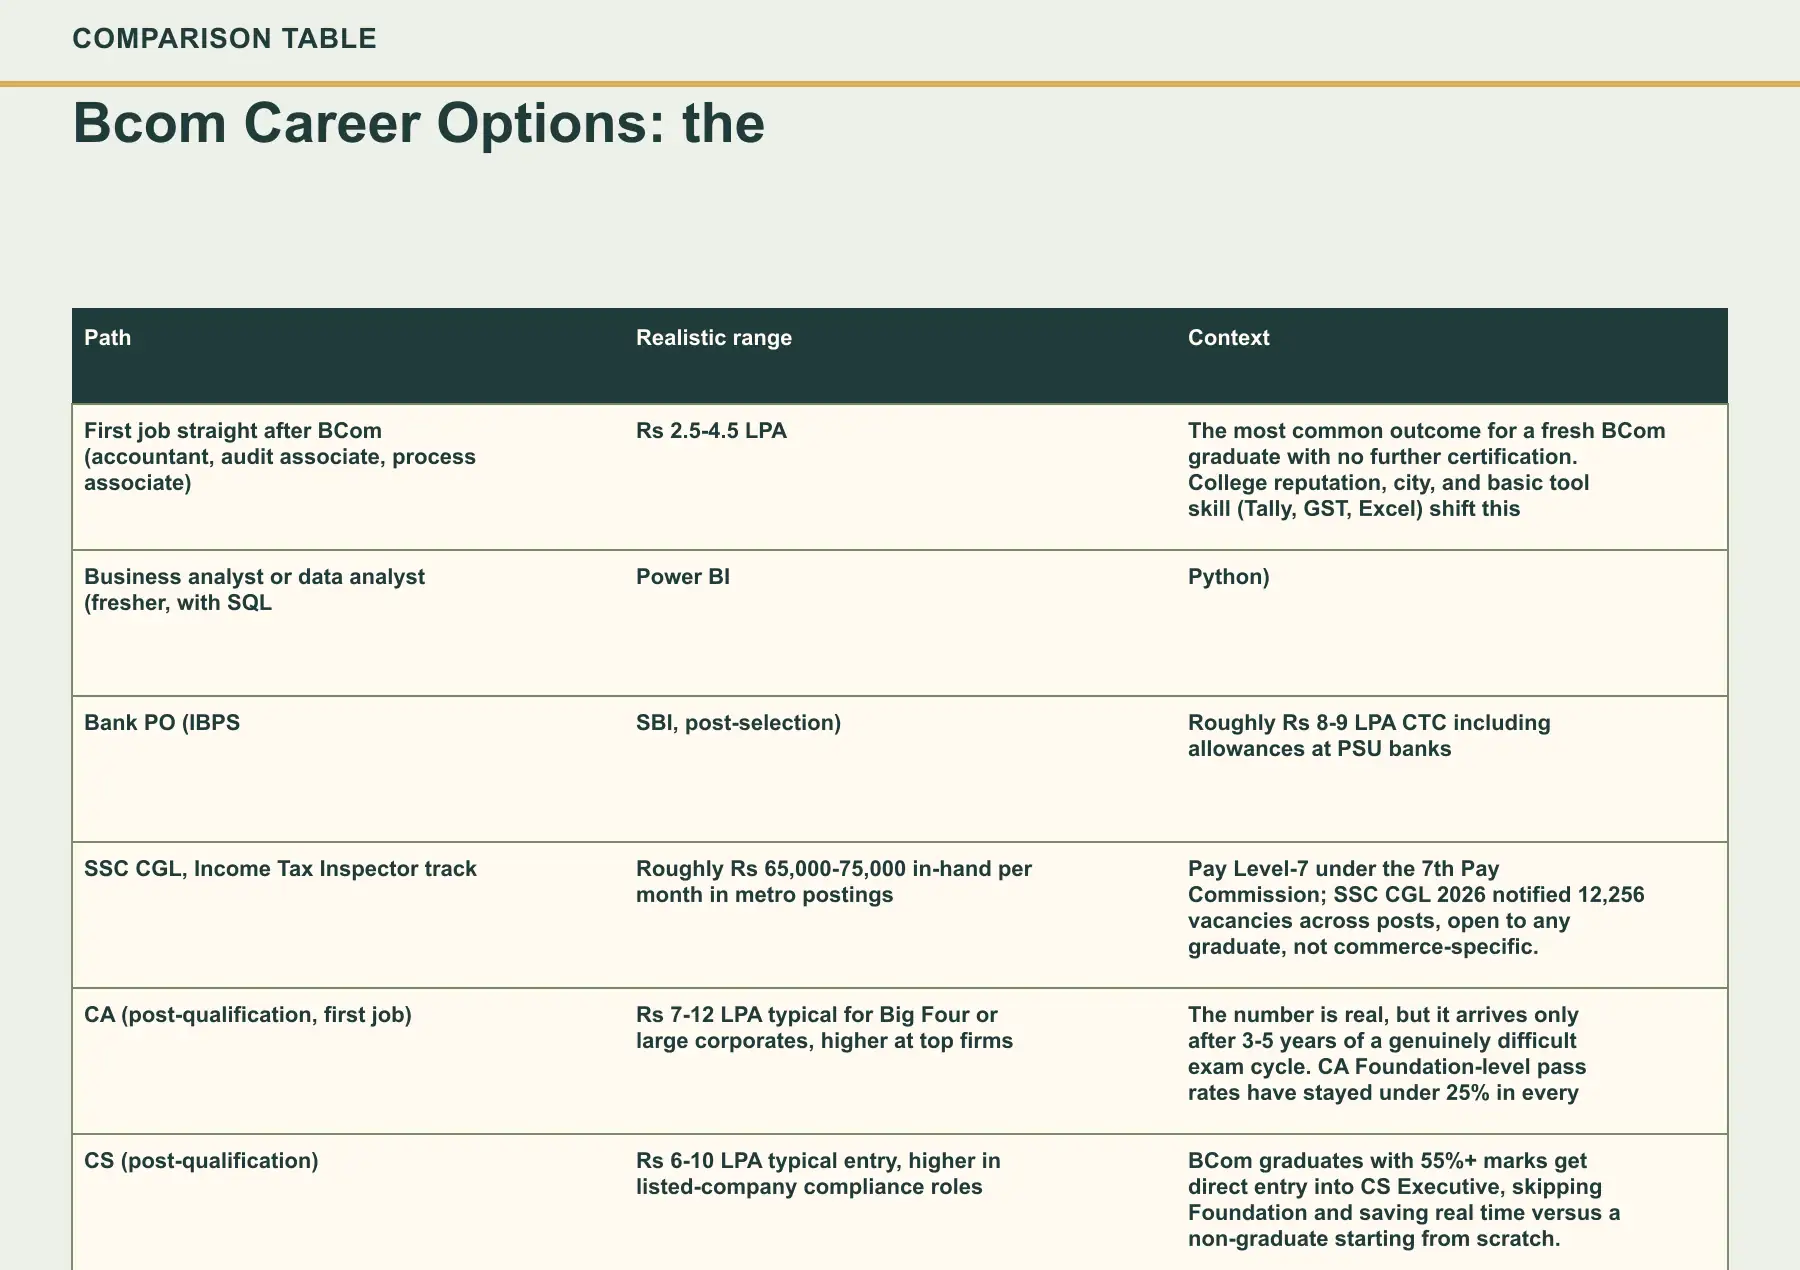 COMPARISON TABLE
Bcom Career Options: the
Path
Realistic range
Context
First job straight after BCom
(accountant, audit associate, process
associate)
Rs 2.5-4.5 LPA
The most common outcome for a fresh BCom
graduate with no further certification.
College reputation, city, and basic tool
skill (Tally, GST, Excel) shift this
Business analyst or data analyst
(fresher, with SQL
Power BI
Python)
Bank PO (IBPS
SBI, post-selection)
Roughly Rs 8-9 LPA CTC including
allowances at PSU banks
SSC CGL, Income Tax Inspector track
Roughly Rs 65,000-75,000 in-hand per
month in metro postings
Pay Level-7 under the 7th Pay
Commission; SSC CGL 2026 notified 12,256
vacancies across posts, open to any
graduate, not commerce-specific.
CA (post-qualification, first job)
Rs 7-12 LPA typical for Big Four or
large corporates, higher at top firms
The number is real, but it arrives only
after 3-5 years of a genuinely difficult
exam cycle. CA Foundation-level pass
rates have stayed under 25% in every
CS (post-qualification)
Rs 6-10 LPA typical entry, higher in
listed-company compliance roles
BCom graduates with 55%+ marks get
direct entry into CS Executive, skipping
Foundation and saving real time versus a
non-graduate starting from scratch.